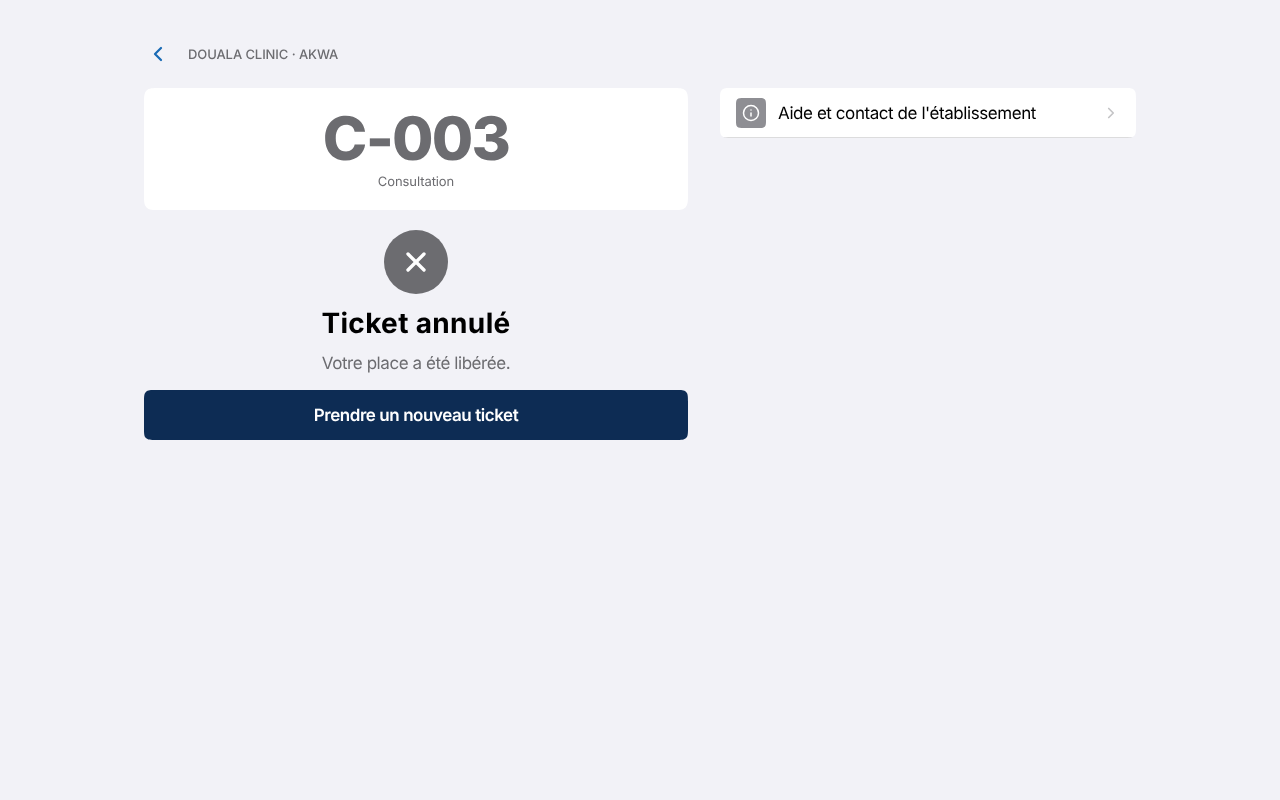 DOUALA CLINIC · AKWA
C-003
Consultation
Ticket annulé
Votre place a été libérée.
Prendre un nouveau ticket
Aide et contact de l'établissement